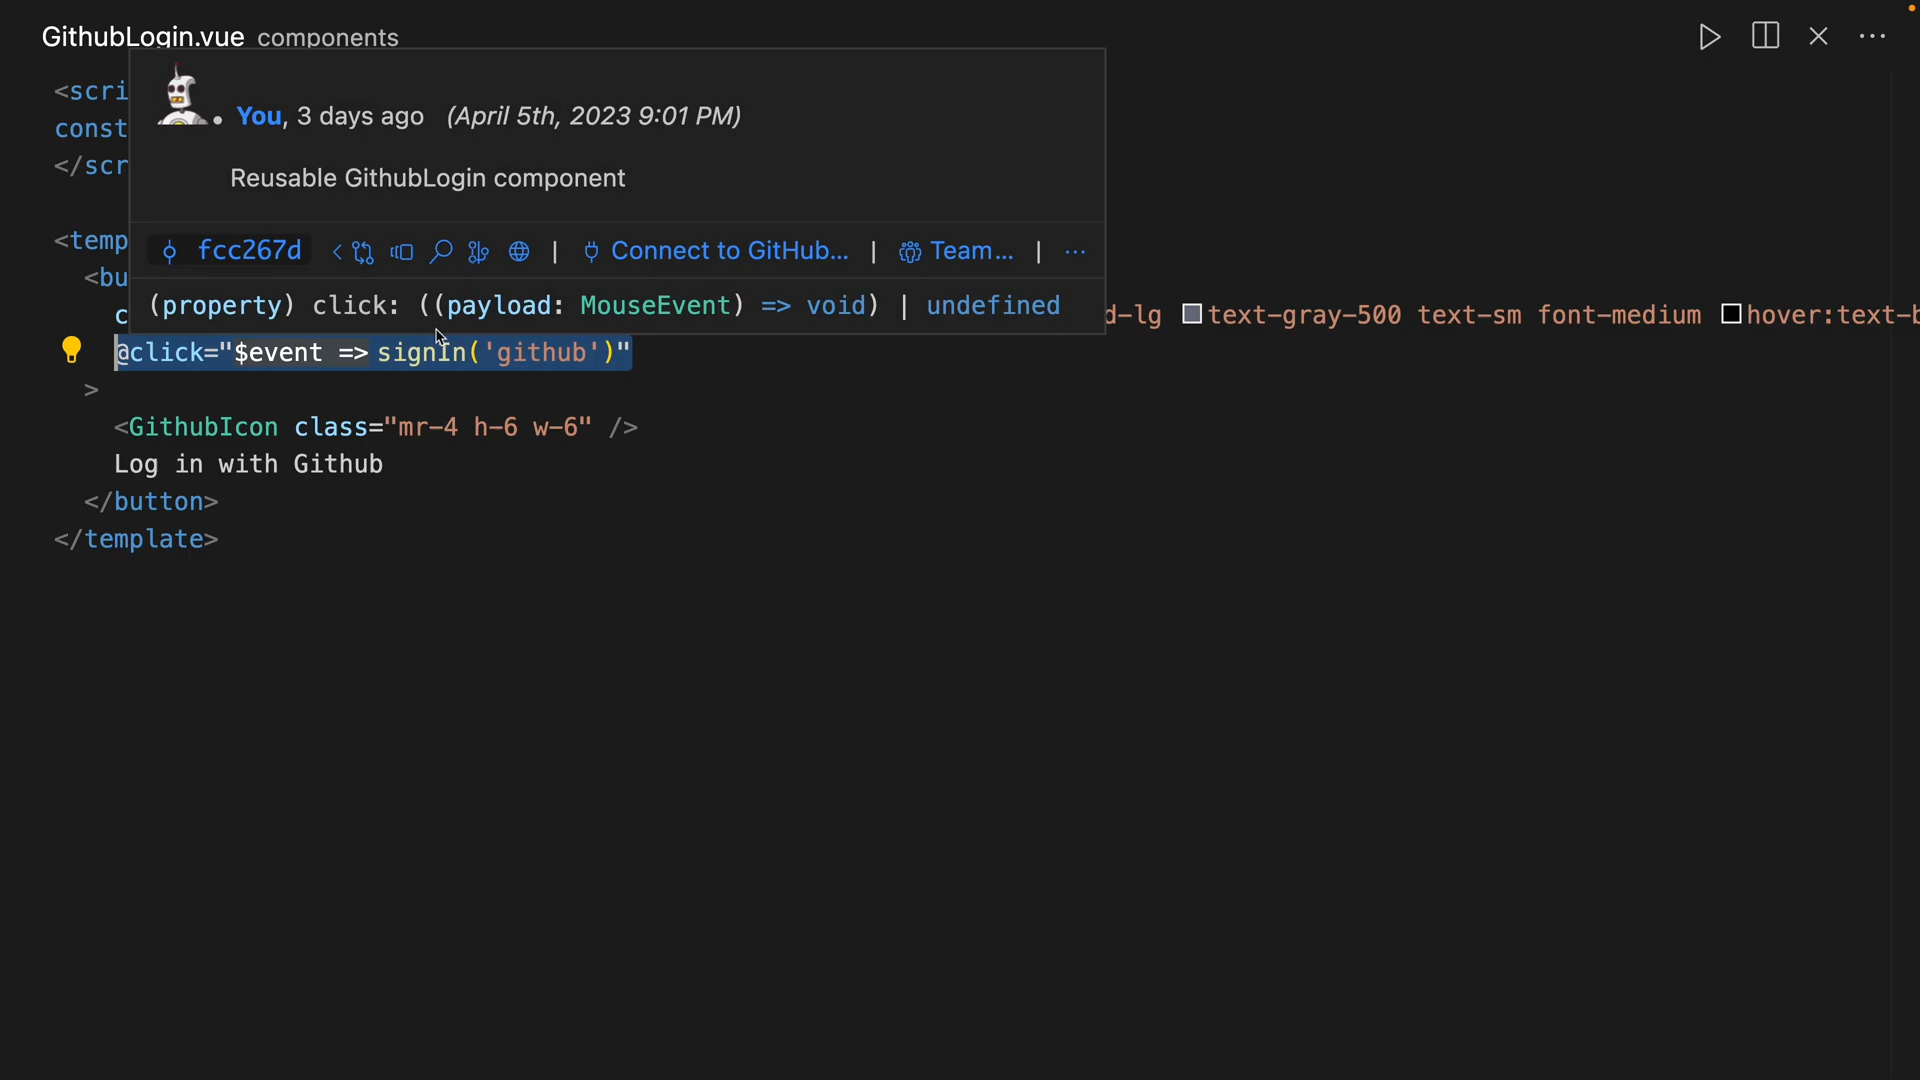 GithubLogin.vue components
<scri
const
</scr
You, 3 days ago (April 5th, 2023 9:01 PM)
Reusable GithubLogin component
<temp
fcc267d | Connect to GitHub... | Team... | ...
<bu
(property) click: ((payload: MouseEvent) => void) | undefined
c d-lg text-gray-500 text-sm font-medium hover:text-b
@click="$event => signIn('github')"
>
<GithubIcon class="mr-4 h-6 w-6" />
Log in with Github
</button>
</template>